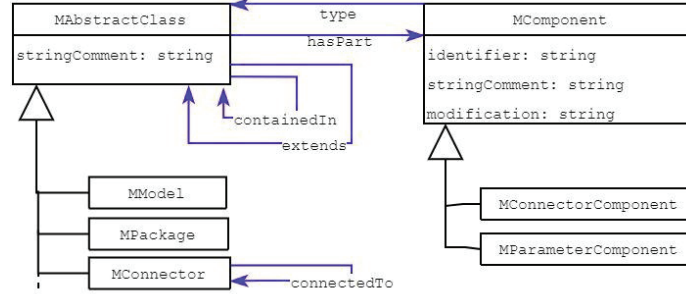 MAbstractClass
type
MComponent
hasPart
stringComment: string
identifier: string
stringComment: string
modification: string
containedIn
extends
MModel
MConnectorComponent
MPackage
MParameterComponent
MConnector
connectedTo